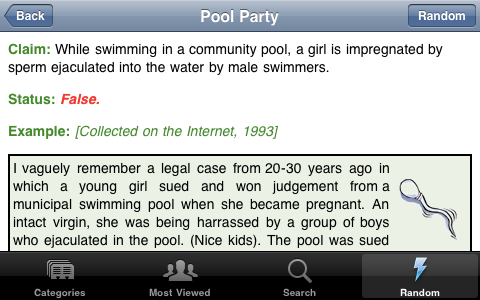 Back Pool Party Random
Claim: While swimming in a community pool, a girl is impregnated by
sperm ejaculated into the water by male swimmers.
Status: False.
Example: [Collected on the Internet, 1993]
I vaguely remember a legal case from 20-30 years ago in
which a young girl sued and won judgement from a
municipal swimming pool when she became pregnant. An
intact virgin, she was being harrassed by a group of boys
who ejaculated in the pool. (Nice kids). The pool was sued
Categories Most Viewed Search Random